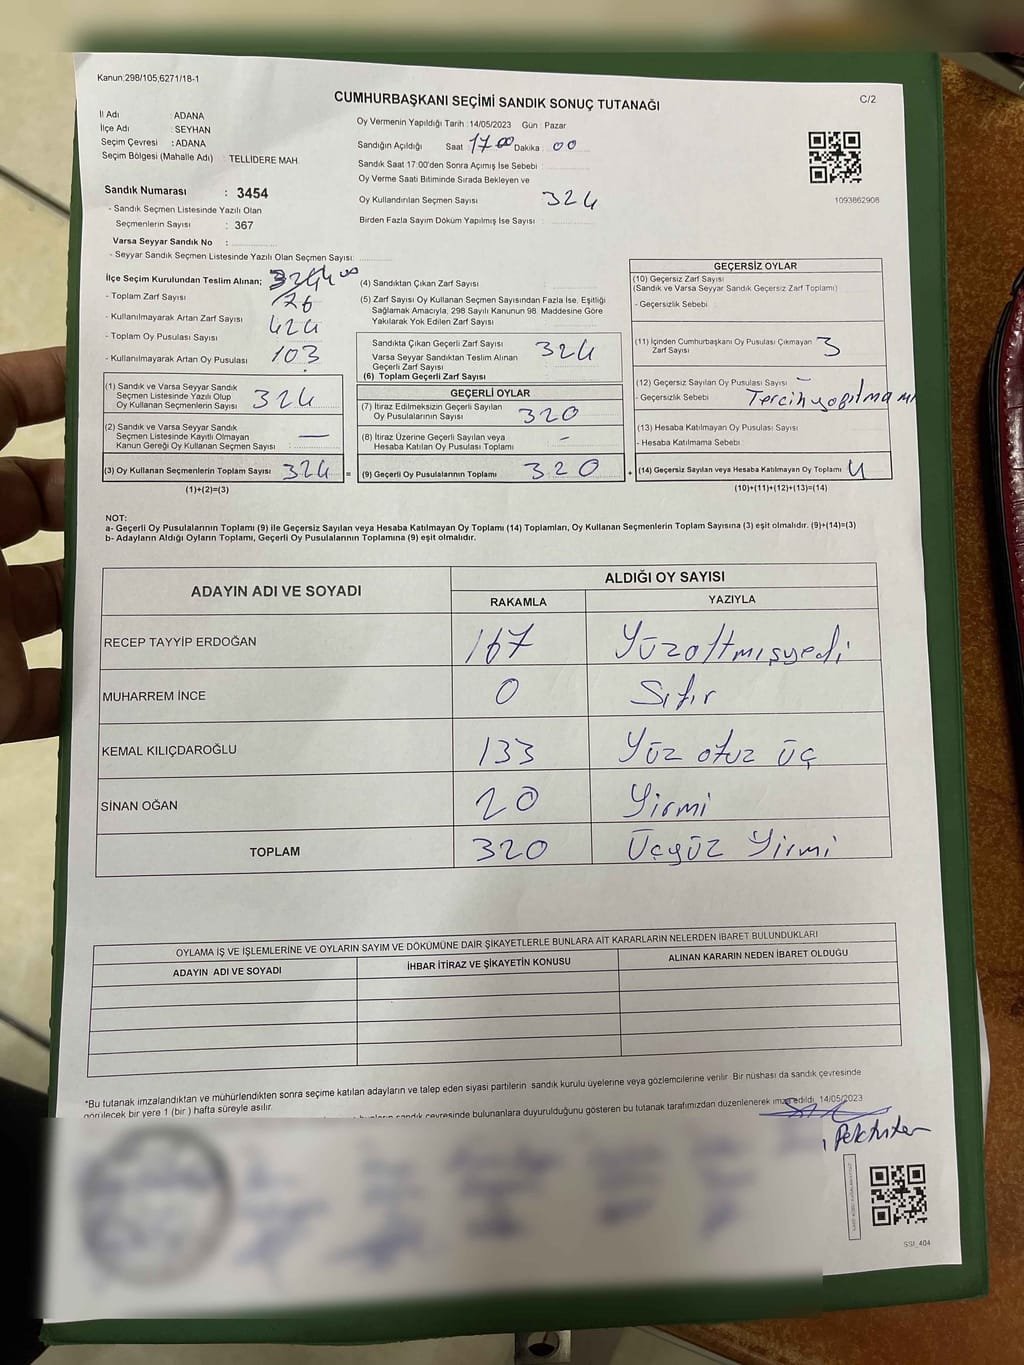 Kanun:298/105,6271/18-1
C/2
CUMHURBAŞKANI SEÇİMİ SANDIK SONUÇ TUTANAĞI
İl Adı : ADANA
İlçe Adı : SEYHAN
Seçim Çevresi : ADANA
Seçim Bölgesi (Mahalle Adı) : TELLIDERE MAH.
Sandık Numarası : 3454
- Sandık Seçmen Listesinde Yazılı Olan
Seçmenlerin Sayısı : 367
Varsa Seyyar Sandık No :
- Seyyar Sandık Seçmen Listesinde Yazılı Olan Seçmen Sayısı:
Oy Vermenin Yapıldığı Tarih :14/05/2023 Gün : Pazar
Sandığın Açıldığı Saat : 17 00 Dakika : 00
Sandık Saat 17:00'den Sonra Açımış İse Sebebi :
Oy Verme Saati Bitiminde Sırada Bekleyen ve
Oy Kullandırılan Seçmen Sayısı : 324
Birden Fazla Sayım Döküm Yapılmış İse Sayısı :
1093862908
İlçe Seçim Kurulundan Teslim Alınan;
- Toplam Zarf Sayısı
- Kullanılmayarak Artan Zarf Sayısı : 76
- Toplam Oy Pusulası Sayısı : 424
- Kullanılmayarak Artan Oy Pusulası : 103
(1) Sandık ve Varsa Seyyar Sandık
Seçmen Listesinde Yazılı Olup
Oy Kullanan Seçmenlerin Sayısı : 324
(2) Sandık ve Varsa Seyyar Sandık
Seçmen Listesinde Kayıtlı Olmayan
Kanun Gereği Oy Kullanan Seçmen Sayısı : —
(3) Oy Kullanan Seçmenlerin Toplam Sayısı : 324 =
(1)+(2)=(3)
(4) Sandıktan Çıkan Zarf Sayısı :
(5) Zarf Sayısı Oy Kullanan Seçmen Sayısından Fazla İse, Eşitliği
Sağlamak Amacıyla, 298 Sayılı Kanunun 98. Maddesine Göre
Yakılarak Yok Edilen Zarf Sayısı :
Sandıkta Çıkan Geçerli Zarf Sayısı : 324
Varsa Seyyar Sandıktan Teslim Alınan
Geçerli Zarf Sayısı :
(6) Toplam Geçerli Zarf Sayısı :
GEÇERLİ OYLAR
(7) İtiraz Edilmeksizin Geçerli Sayılan
Oy Pusulalarının Sayısı : 320
(8) İtiraz Üzerine Geçerli Sayılan veya
Hesaba Katılan Oy Pusulası Toplamı : -
(9) Geçerli Oy Pusulalarının Toplamı : 320 +
GEÇERSİZ OYLAR
(10) Geçersiz Zarf Sayısı :
(Sandık ve Varsa Seyyar Sandık Geçersiz Zarf Toplamı)
- Geçersizlik Sebebi :
(11) İçinden Cumhurbaşkanı Oy Pusulası Çıkmayan
Zarf Sayısı : 3
(12) Geçersiz Sayılan Oy Pusulası Sayısı : –
- Geçersizlik Sebebi : Tercih yapılmamı
(13) Hesaba Katılmayan Oy Pusulası Sayısı :
- Hesaba Katılmama Sebebi :
(14) Geçersiz Sayılan veya Hesaba Katılmayan Oy Toplamı : 4
(10)+(11)+(12)+(13)=(14)
NOT:
a- Geçerli Oy Pusulalarının Toplamı (9) ile Geçersiz Sayılan veya Hesaba Katılmayan Oy Toplamı (14) Toplamları, Oy Kullanan Seçmenlerin Toplam Sayısına (3) eşit olmalıdır. (9)+(14)=(3)
b- Adayların Aldığı Oyların Toplamı, Geçerli Oy Pusulalarının Toplamına (9) eşit olmalıdır.
ADAYIN ADI VE SOYADI ALDIĞI OY SAYISI
RAKAMLA YAZIYLA
RECEP TAYYİP ERDOĞAN 167 Yüzaltmışyedi
MUHARREM İNCE 0 Sıfır
KEMAL KILIÇDAROĞLU 133 Yüz otuz üç
SİNAN OĞAN 20 Yirmi
TOPLAM 320 Üçyüz Yirmi
OYLAMA İŞ VE İŞLEMLERİNE VE OYLARIN SAYIM VE DÖKÜMÜNE DAİR ŞİKAYETLERLE BUNLARA AİT KARARLARIN NELERDEN İBARET BULUNDUKLARI
ADAYIN ADI VE SOYADI İHBAR İTİRAZ VE ŞİKAYETİN KONUSU ALINAN KARARIN NEDEN İBARET OLDUĞU
*Bu tutanak imzalandıktan ve mühürlendikten sonra seçime katılan adayların ve talep eden siyasi partilerin sandık kurulu üyelerine veya gözlemcilerine verilir. Bir nüshası da sandık çevresinde
görülecek bir yere 1 (bir ) hafta süreyle asılır.
sandık çevresinde bulunanlara duyurulduğunu gösteren bu tutanak tarafımızdan düzenlenerek imza edildi. 14/05/2023
SSI_404